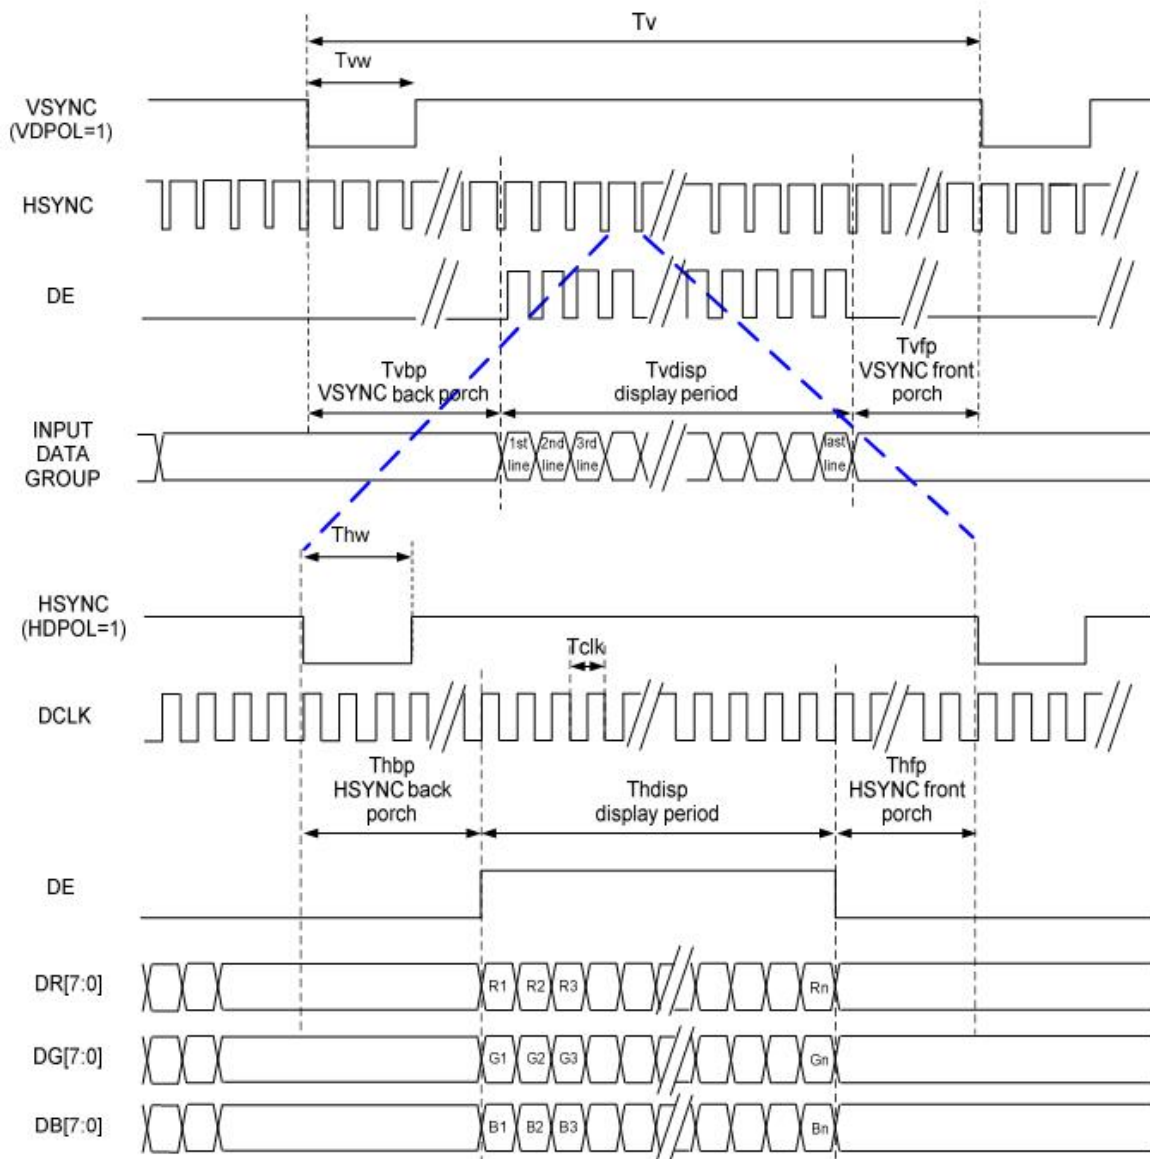 Tv
Tvw
VSYNC
(VDPOL=1)
HSYNC
DE
Tvbp
VSYNC back porch
Tvdisp
display period
Tvfp
VSYNC front
porch
INPUT
DATA
GROUP
1st
line
2nd
line
3rd
line
last
line
Thw
HSYNC
(HDPOL=1)
Tclk
DCLK
Thbp
HSYNC back
porch
Thdisp
display period
Thfp
HSYNC front
porch
DE
DR[7:0]
R1 R2 R3 Rn
DG[7:0]
G1 G2 G3 Gn
DB[7:0]
B1 B2 B3 Bn